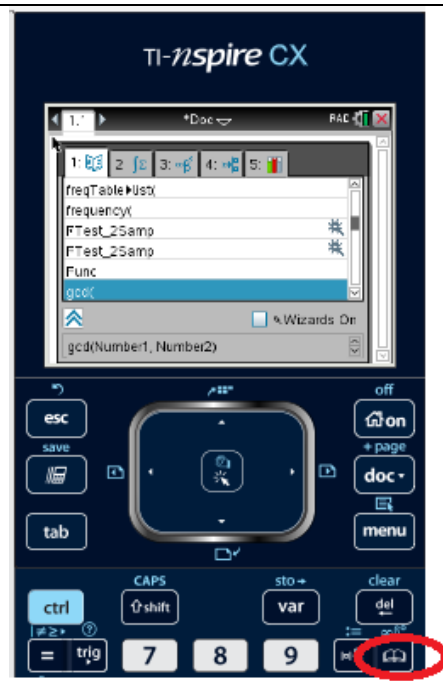 TI-nspire CX
1.1 *Doc RAD
1: 2 3: 4: 5:
freqTable▶list(
frequency(
FTest_2Samp
FTest_2Samp
Func
gcd(
Wizards On
gcd(Number1, Number2)
off
esc on
save +page
doc
tab menu
CAPS sto→ clear
ctrl shift var del
≠≥▸ ? :=
= trig 7 8 9